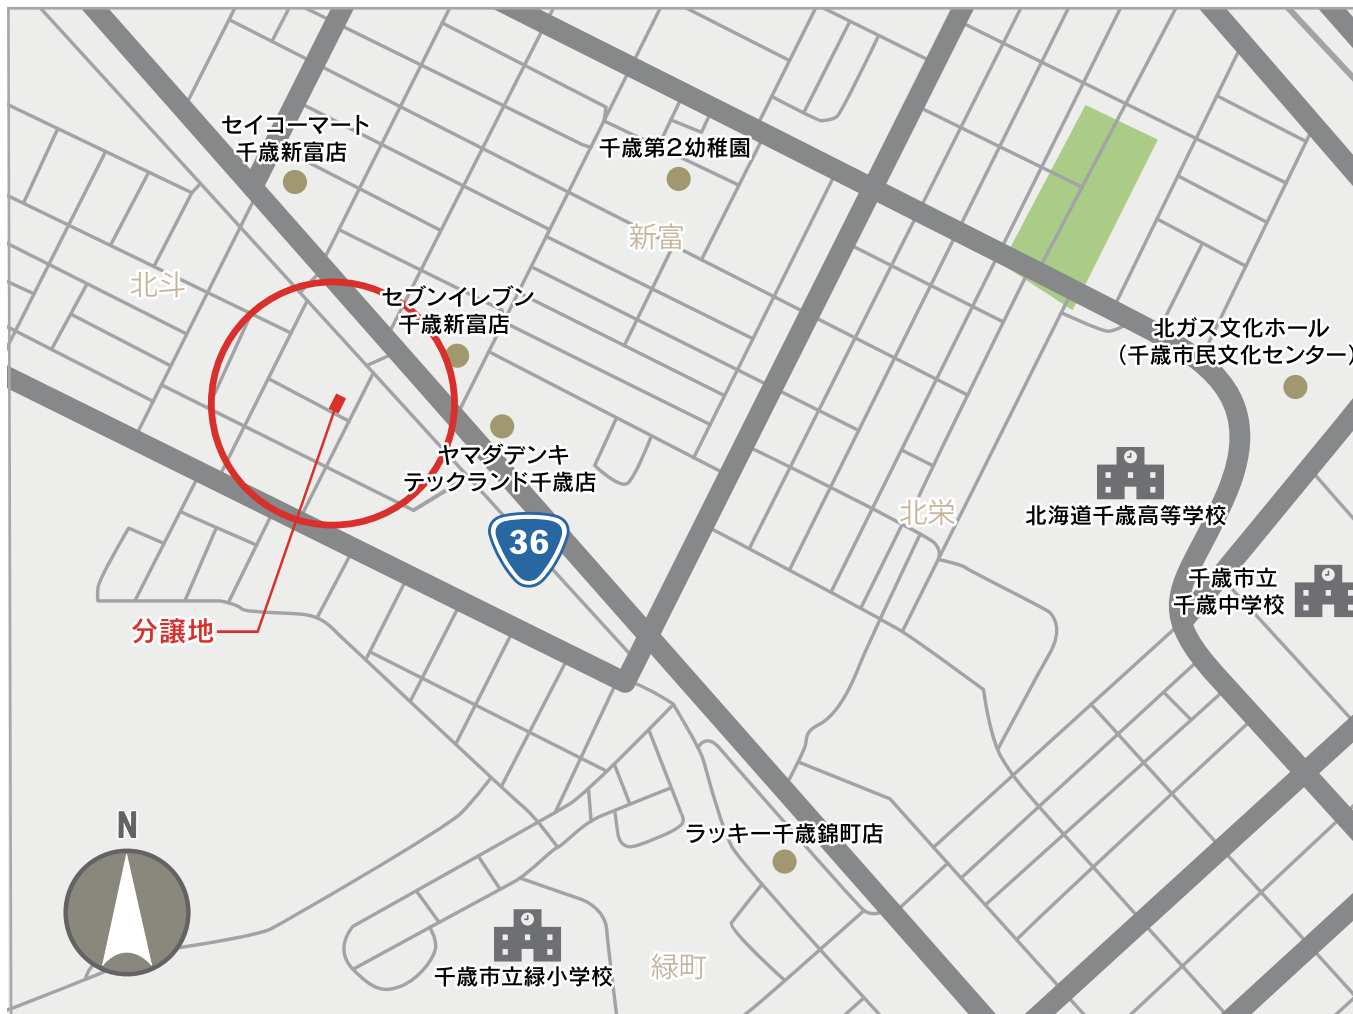 セイコーマート
千歳新富店
千歳第2幼稚園
新富
北斗
セブンイレブン
千歳新富店
北ガス文化ホール
（千歳市民文化センター）
ヤマダデンキ
テックランド千歳店
36
北栄
北海道千歳高等学校
千歳市立
千歳中学校
分譲地
N
ラッキー千歳錦町店
千歳市立緑小学校
緑町